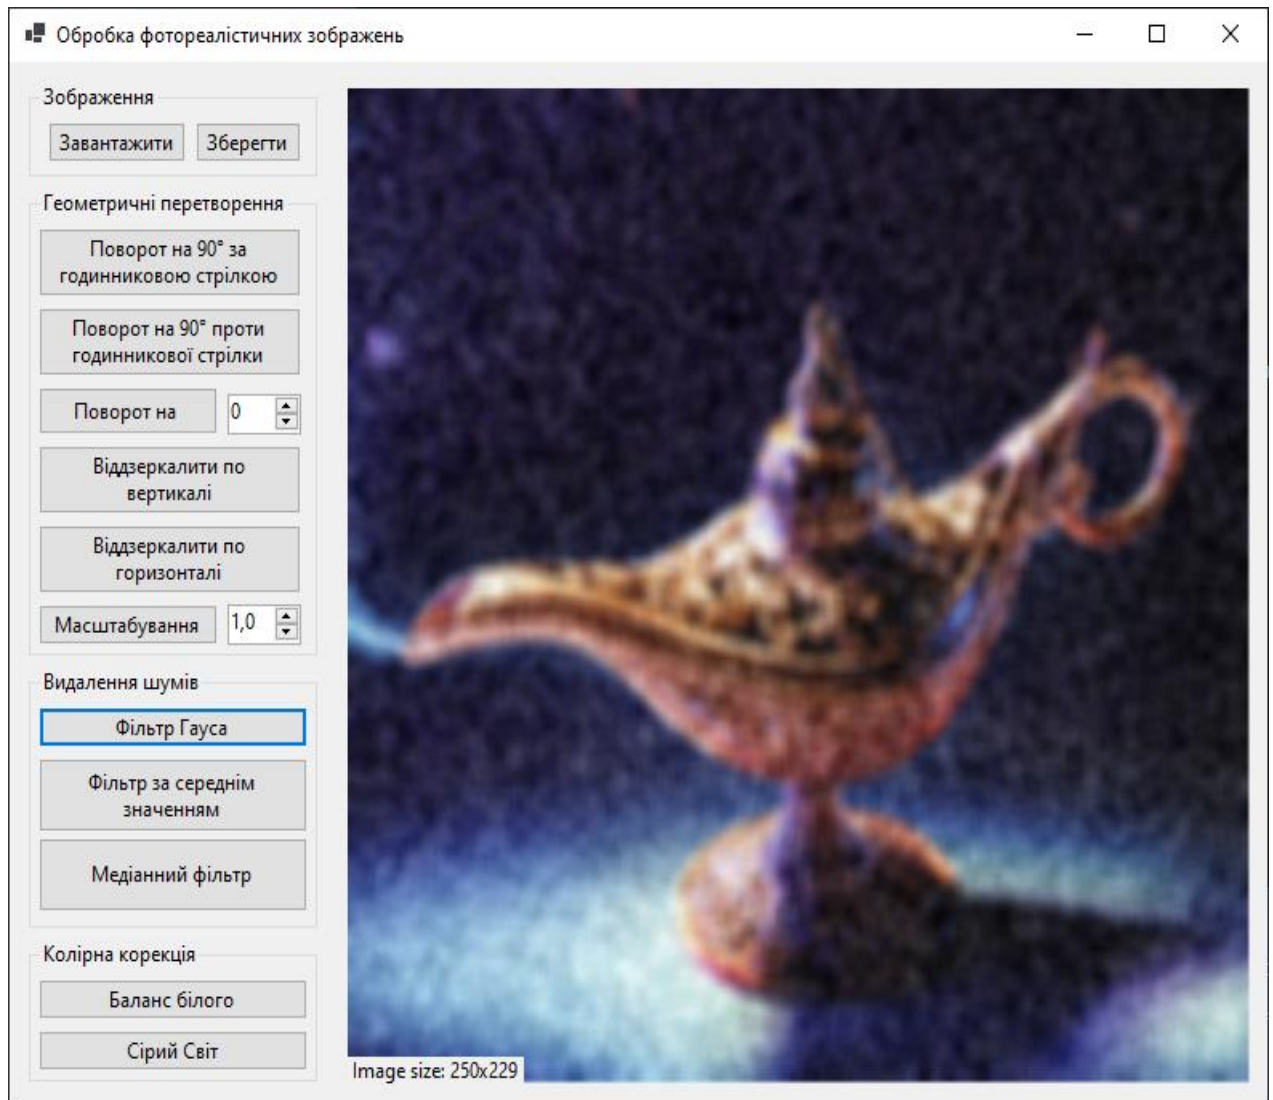 Обробка фотореалістичних зображень
Зображення
Завантажити Зберегти
Геометричні перетворення
Поворот на 90° за
годинниковою стрілкою
Поворот на 90° проти
годинникової стрілки
Поворот на 0
Віддзеркалити по
вертикалі
Віддзеркалити по
горизонталі
Масштабування 1,0
Видалення шумів
Фільтр Гауса
Фільтр за середнім
значенням
Медіанний фільтр
Колірна корекція
Баланс білого
Сірий Світ
Image size: 250x229